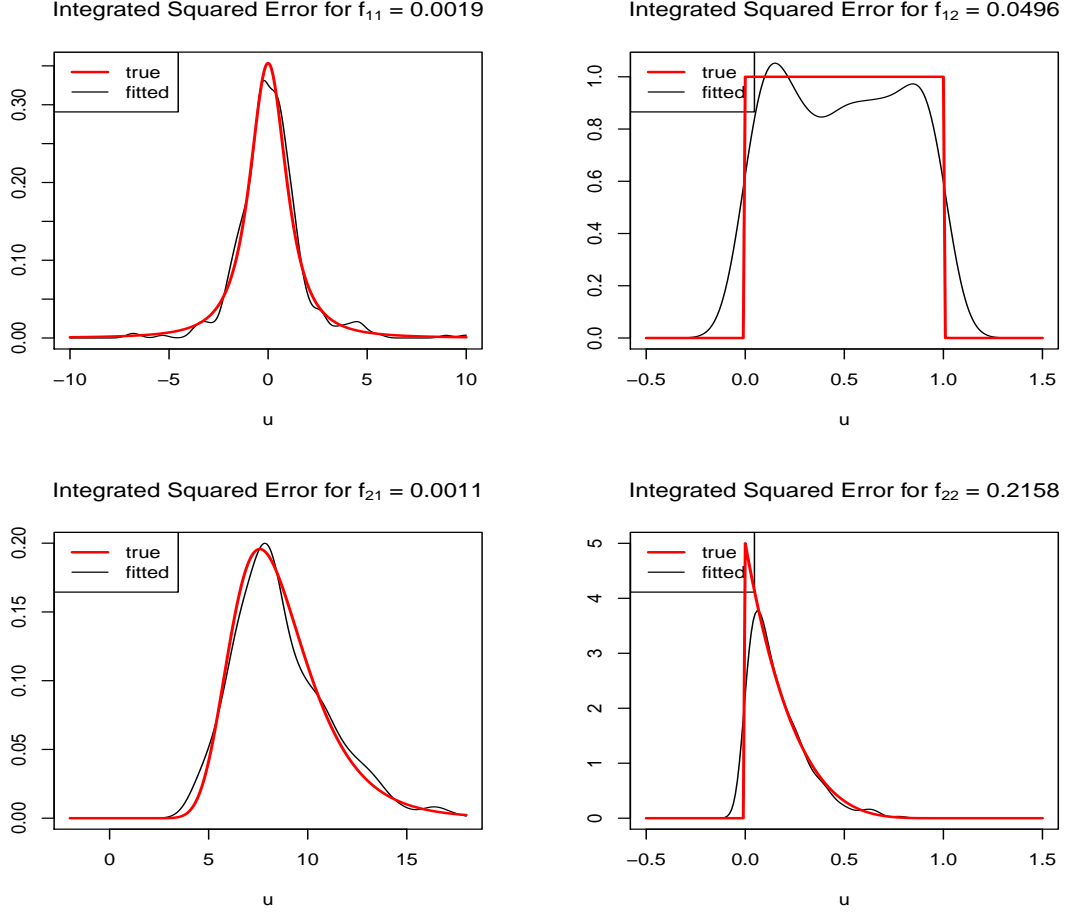 Integrated Squared Error for f₁₁ = 0.0019
true
fitted
0.30
0.20
0.10
0.00
−10 −5 0 5 10
u
Integrated Squared Error for f₁₂ = 0.0496
true
fitted
1.0
0.8
0.6
0.4
0.2
0.0
−0.5 0.0 0.5 1.0 1.5
u
Integrated Squared Error for f₂₁ = 0.0011
true
fitted
0.20
0.15
0.10
0.05
0.00
0 5 10 15
u
Integrated Squared Error for f₂₂ = 0.2158
true
fitted
5
4
3
2
1
0
−0.5 0.0 0.5 1.0 1.5
u